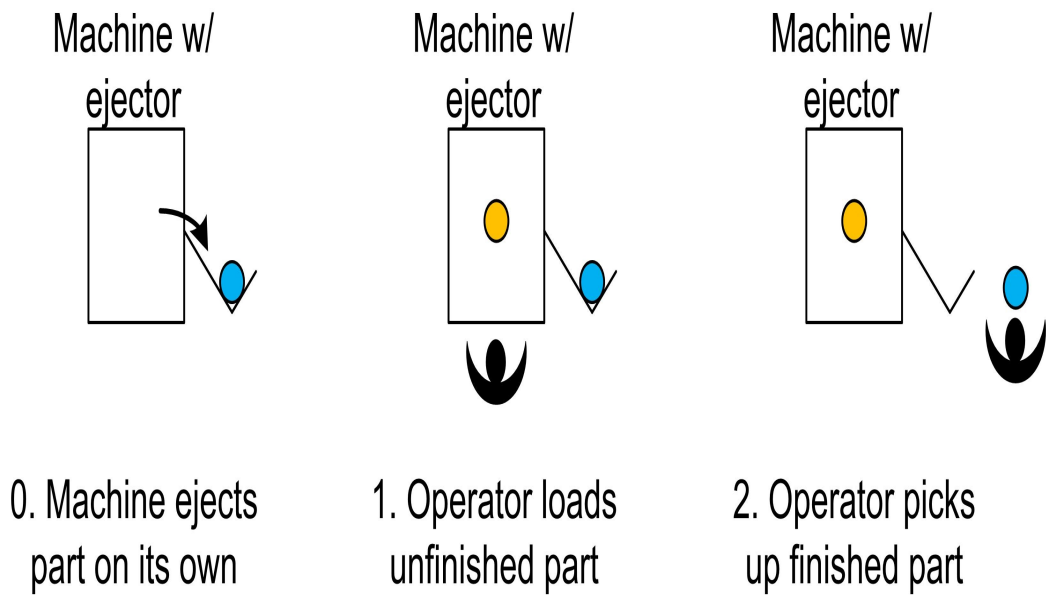 Machine w/
ejector
Machine w/
ejector
Machine w/
ejector
0. Machine ejects
part on its own
1. Operator loads
unfinished part
2. Operator picks
up finished part